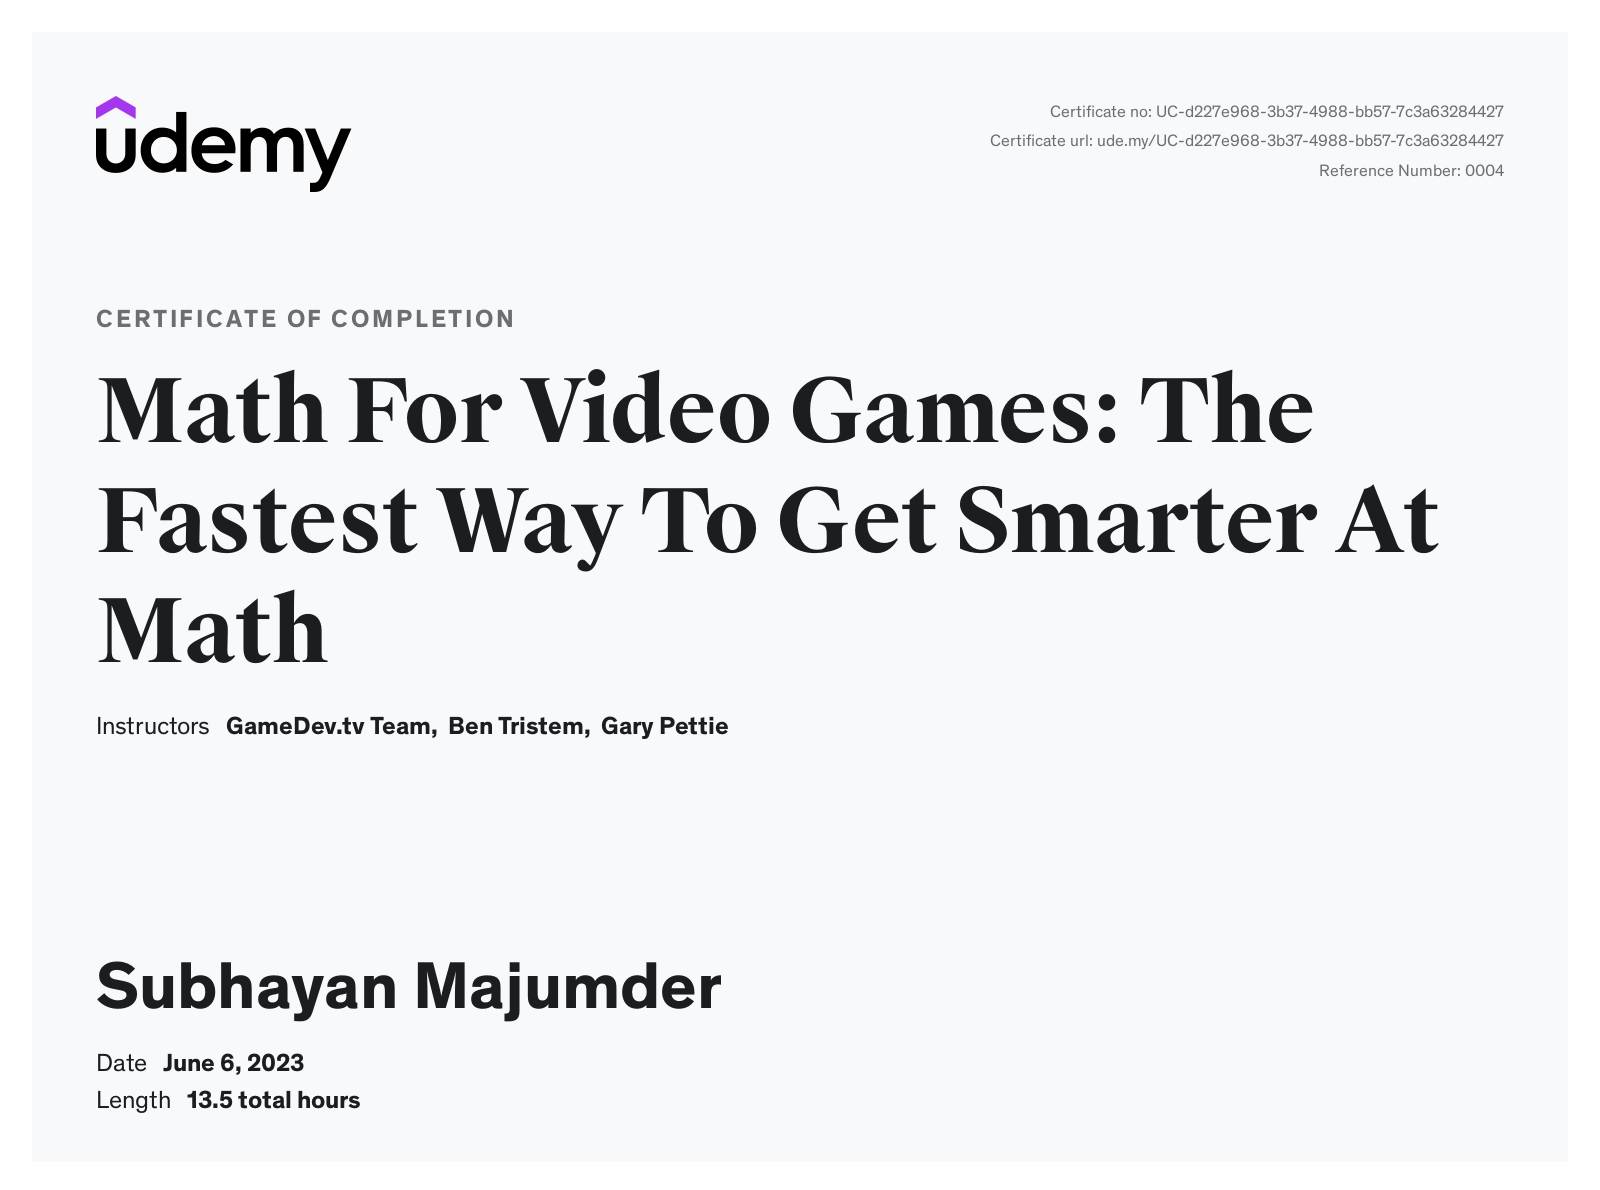 udemy
Certificate no: UC-d227e968-3b37-4988-bb57-7c3a63284427
Certificate url: ude.my/UC-d227e968-3b37-4988-bb57-7c3a63284427
Reference Number: 0004
CERTIFICATE OF COMPLETION
Math For Video Games: The
Fastest Way To Get Smarter At
Math
Instructors GameDev.tv Team, Ben Tristem, Gary Pettie
Subhayan Majumder
Date June 6, 2023
Length 13.5 total hours